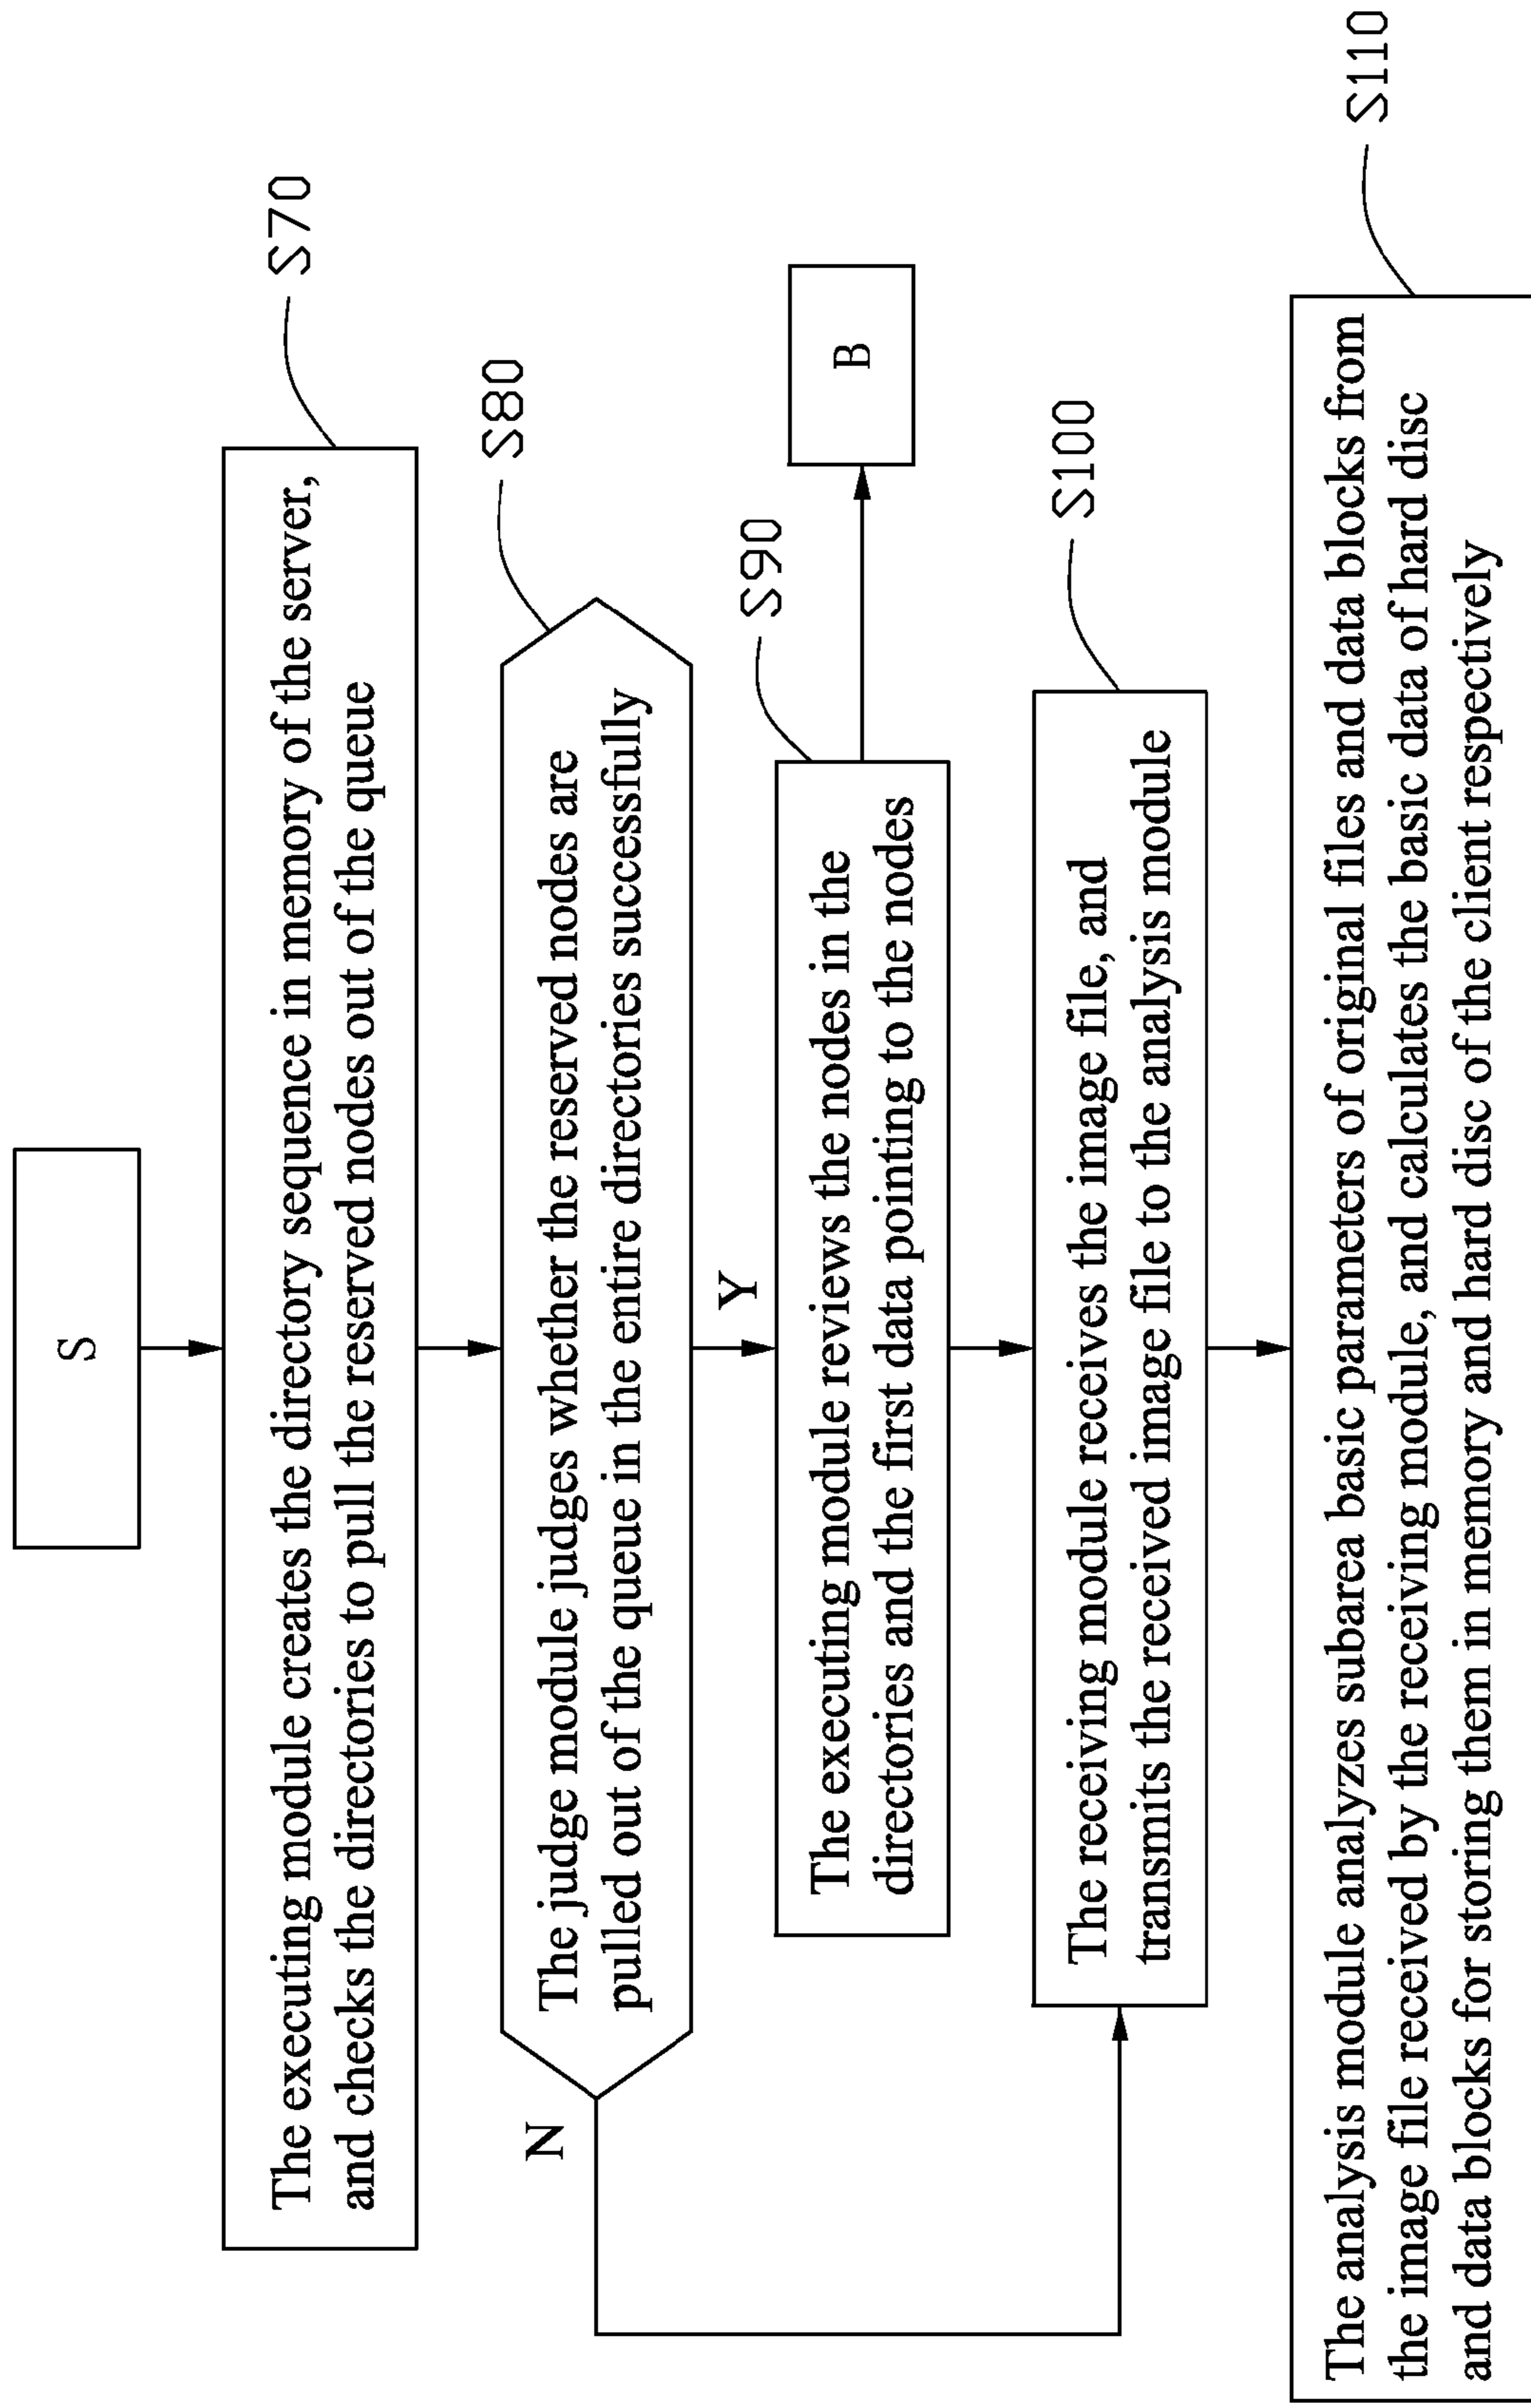 S
S70
The executing module creates the directory sequence in memory of the server,
and checks the directories to pull the reserved nodes out of the queue
S80
The judge module judges whether the reserved nodes are
pulled out of the queue in the entire directories successfully
N
Y
S90
The executing module reviews the nodes in the
directories and the first data pointing to the nodes
B
S100
The receiving module receives the image file, and
transmits the received image file to the analysis module
S110
The analysis module analyzes subarea basic parameters of original files and data blocks from
the image file received by the receiving module, and calculates the basic data of hard disc
and data blocks for storing them in memory and hard disc of the client respectively